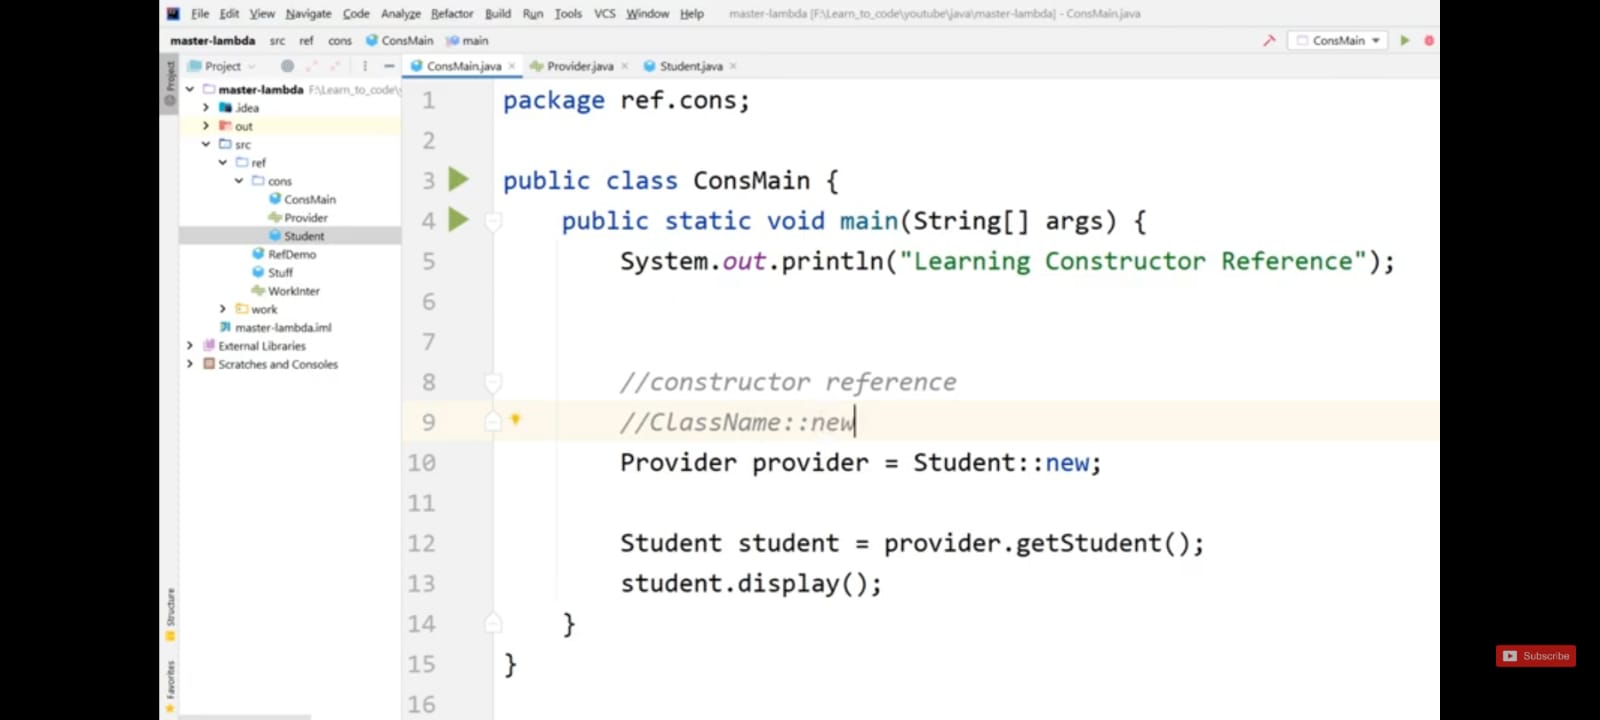 File Edit View Navigate Code Analyze Refactor Build Run Tools VCS Window Help master-lambda [F:\Learn_to_code\youtube\java\master-lambda] - ConsMain.java
master-lambda src ref cons ConsMain main ConsMain
Project ConsMain.java Provider.java Student.java
Project
master-lambda F:\Learn_to_code\y
.idea
out
src
ref
cons
ConsMain
Provider
Student
RefDemo
Stuff
WorkInter
work
master-lambda.iml
External Libraries
Scratches and Consoles
Structure
Favorites
1 package ref.cons;
2
3 public class ConsMain {
4 public static void main(String[] args) {
5 System.out.println("Learning Constructor Reference");
6
7
8 //constructor reference
9 //ClassName::new
10 Provider provider = Student::new;
11
12 Student student = provider.getStudent();
13 student.display();
14 }
15 }
16
Subscribe